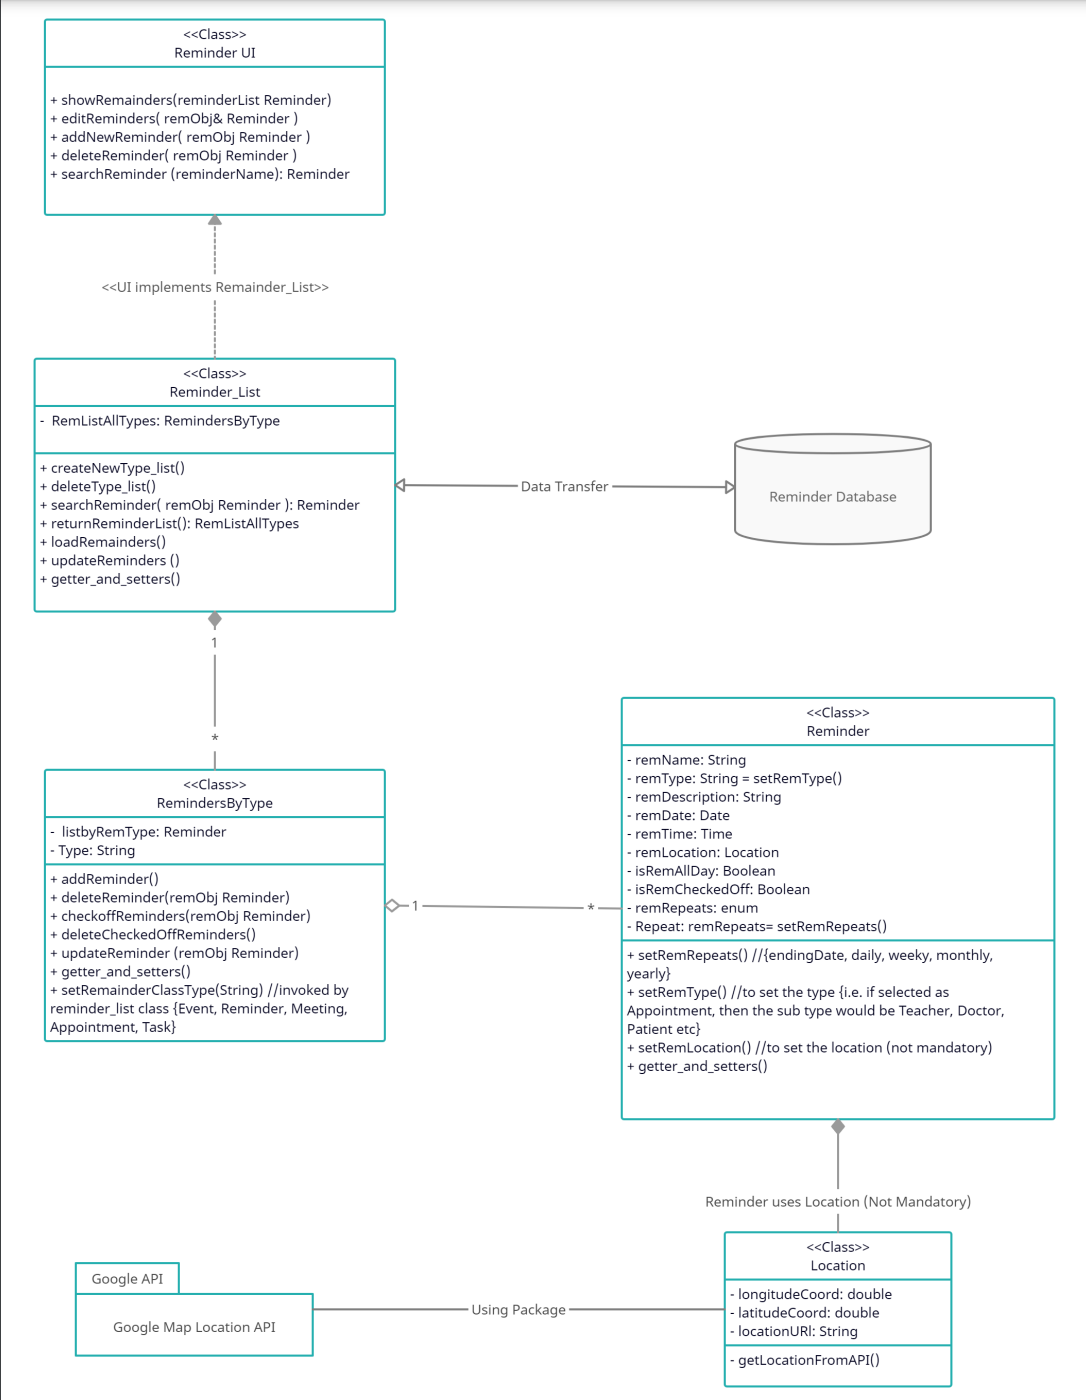 <<Class>>
Reminder UI
+ showRemainders(reminderList Reminder)
+ editReminders( remObj& Reminder )
+ addNewReminder( remObj Reminder )
+ deleteReminder( remObj Reminder )
+ searchReminder (reminderName): Reminder
<<UI implements Remainder_List>>
<<Class>>
Reminder_List
- RemListAllTypes: RemindersByType
+ createNewType_list()
+ deleteType_list()
+ searchReminder( remObj Reminder ): Reminder
+ returnReminderList(): RemListAllTypes
+ loadRemainders()
+ updateReminders ()
+ getter_and_setters()
Data Transfer
Reminder Database
1
*
<<Class>>
RemindersByType
- listbyRemType: Reminder
- Type: String
+ addReminder()
+ deleteReminder(remObj Reminder)
+ checkoffReminders(remObj Reminder)
+ deleteCheckedOffReminders()
+ updateReminder (remObj Reminder)
+ getter_and_setters()
+ setRemainderClassType(String) //invoked by
reminder_list class {Event, Reminder, Meeting,
Appointment, Task}
1
*
<<Class>>
Reminder
- remName: String
- remType: String = setRemType()
- remDescription: String
- remDate: Date
- remTime: Time
- remLocation: Location
- isRemAllDay: Boolean
- isRemCheckedOff: Boolean
- remRepeats: enum
- Repeat: remRepeats= setRemRepeats()
+ setRemRepeats() //{endingDate, daily, weeky, monthly,
yearly}
+ setRemType() //to set the type {i.e. if selected as
Appointment, then the sub type would be Teacher, Doctor,
Patient etc}
+ setRemLocation() //to set the location (not mandatory)
+ getter_and_setters()
Reminder uses Location (Not Mandatory)
<<Class>>
Location
- longitudeCoord: double
- latitudeCoord: double
- locationURl: String
- getLocationFromAPI()
Using Package
Google API
Google Map Location API